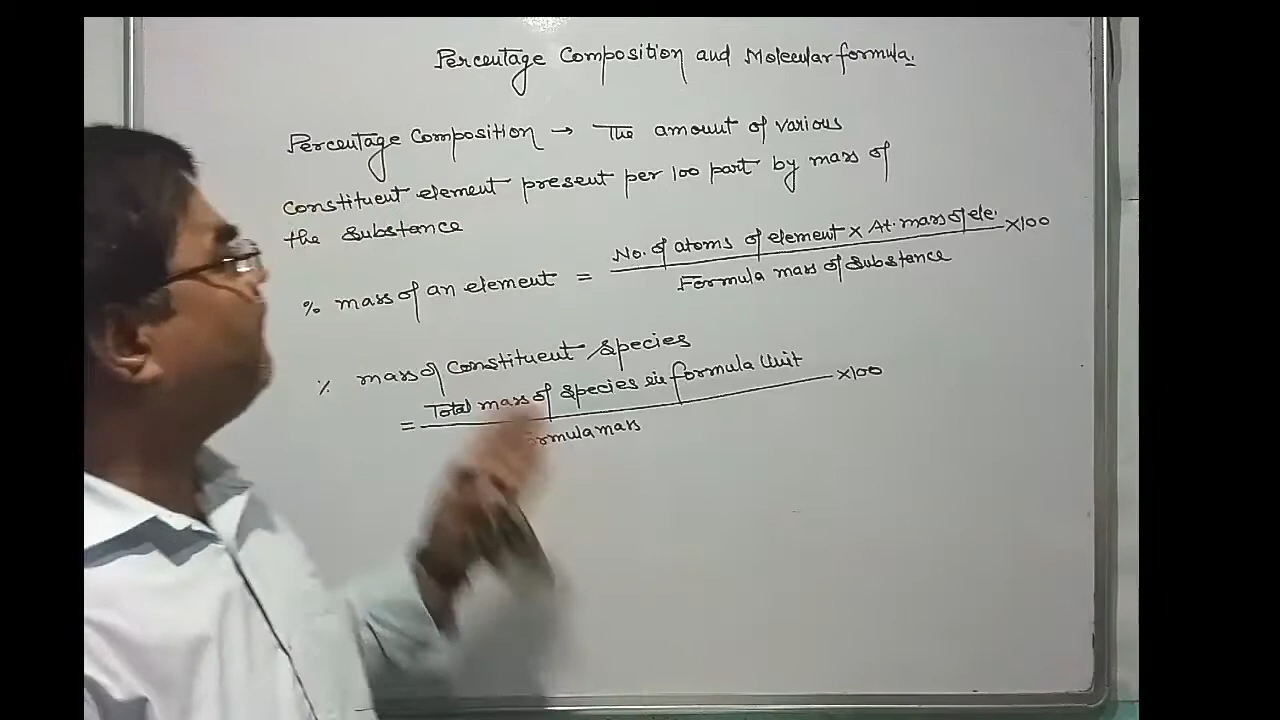 Percentage Composition and Molecular formula.
Percentage Composition → The amount of various
constituent element present per 100 part by mass of
the substance
% mass of an element = No. of atoms of element x At. mass of ele. x100
Formula mass of substance
% mass of constituent species
= Total mass of species in formula Unit x100
ormula mass